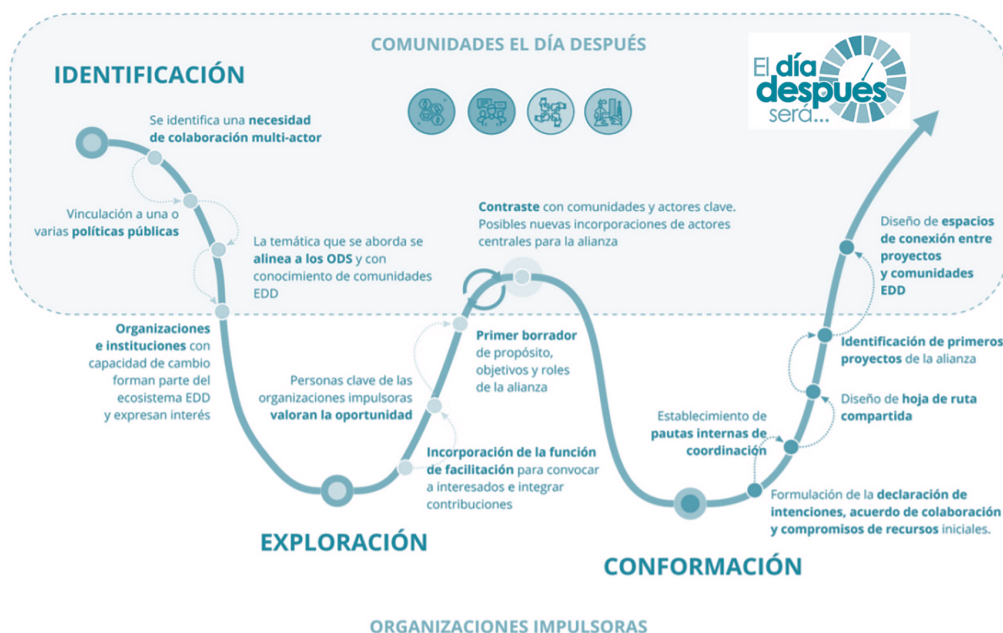 COMUNIDADES EL DÍA DESPUÉS
El día
después
será...
IDENTIFICACIÓN
Se identifica una necesidad
de colaboración multi-actor
Vinculación a una o
varias políticas públicas
La temática que se aborda se
alinea a los ODS y con
conocimiento de comunidades
EDD
Organizaciones
e instituciones con
capacidad de cambio
forman parte del
ecosistema EDD
y expresan interés
EXPLORACIÓN
Incorporación de la función
de facilitación para convocar
a interesados e integrar
contribuciones
Personas clave de las
organizaciones impulsoras
valoran la oportunidad
Primer borrador
de propósito,
objetivos y roles
de la alianza
Contraste con comunidades y actores clave.
Posibles nuevas incorporaciones de actores
centrales para la alianza
CONFORMACIÓN
Formulación de la declaración de
intenciones, acuerdo de colaboración
y compromisos de recursos iniciales.
Establecimiento de
pautas internas de
coordinación
Diseño de hoja de ruta
compartida
Identificación de primeros
proyectos de la alianza
Diseño de espacios
de conexión entre
proyectos
y comunidades
EDD
ORGANIZACIONES IMPULSORAS